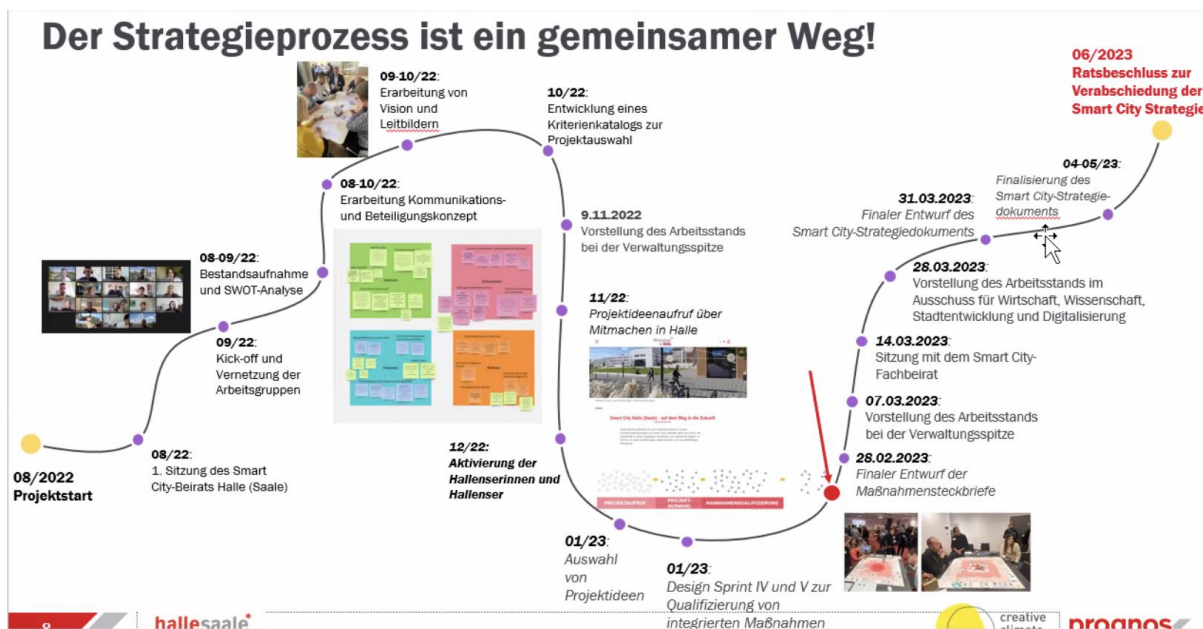 Der Strategieprozess ist ein gemeinsamer Weg!
08/2022
Projektstart
08/22:
1. Sitzung des Smart
City-Beirats Halle (Saale)
09/22:
Kick-off und
Vernetzung der
Arbeitsgruppen
08-09/22:
Bestandsaufnahme
und SWOT-Analyse
08-10/22:
Erarbeitung Kommunikations-
und Beteiligungskonzept
09-10/22:
Erarbeitung von
Vision und
Leitbildern
10/22:
Entwicklung eines
Kriterienkatalogs zur
Projektauswahl
9.11.2022
Vorstellung des Arbeitsstands
bei der Verwaltungsspitze
11/22:
Projektideenaufruf über
Mitmachen in Halle
Smart City Halle (Saale) - auf dem Weg in die Zukunft
12/22:
Aktivierung der
Hallenserinnen und
Hallenser
PROJEKTAUFRUF
PROJEKT-
AUSWAHL
MAßNAHMENQUALIFIZIERUNG
01/23:
Auswahl
von
Projektideen
01/23:
Design Sprint IV und V zur
Qualifizierung von
integrierten Maßnahmen
28.02.2023:
Finaler Entwurf der
Maßnahmensteckbriefe
07.03.2023:
Vorstellung des Arbeitsstands
bei der Verwaltungsspitze
14.03.2023:
Sitzung mit dem Smart City-
Fachbeirat
28.03.2023:
Vorstellung des Arbeitsstands im
Ausschuss für Wirtschaft, Wissenschaft,
Stadtentwicklung und Digitalisierung
31.03.2023:
Finaler Entwurf des
Smart City-Strategiedokuments
04-05/23:
Finalisierung des
Smart City-Strategie-
dokuments
06/2023
Ratsbeschluss zur
Verabschiedung der
Smart City Strategie
8
hallesaale*
creative
climate
prognos